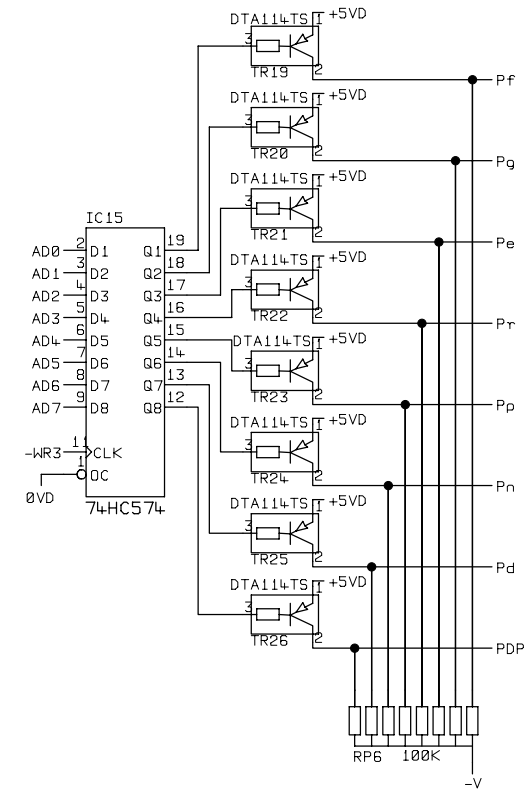 DTA114TS 1 +5VD
3
TR19 2
Pf
DTA114TS 1 +5VD
3
TR20 2
Pg
DTA114TS 1 +5VD
3
TR21 2
Pe
DTA114TS 1 +5VD
3
TR22 2
Pr
DTA114TS 1 +5VD
3
TR23 2
Pp
DTA114TS 1 +5VD
3
TR24 2
Pn
DTA114TS 1 +5VD
3
TR25 2
Pd
DTA114TS 1 +5VD
3
TR26 2
PDP
IC15
AD0 2 D1 Q1 19
AD1 3 D2 Q2 18
AD2 4 D3 Q3 17
AD3 5 D4 Q4 16
AD4 6 D5 Q5 15
AD5 7 D6 Q6 14
AD6 8 D7 Q7 13
AD7 9 D8 Q8 12
-WR3 11 CLK
1 OC
0VD
74HC574
RP6 100K
-V